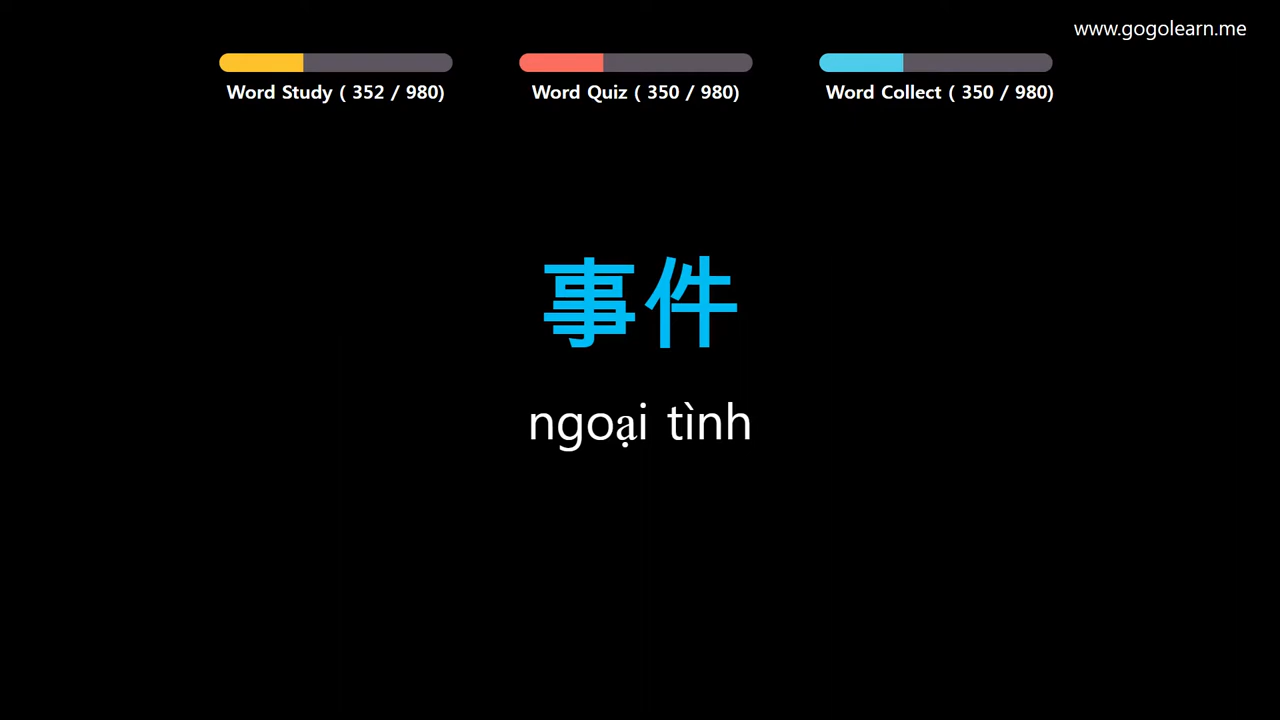 www.gogolearn.me
Word Study ( 352 / 980)
Word Quiz ( 350 / 980)
Word Collect ( 350 / 980)
事件
ngoại tình